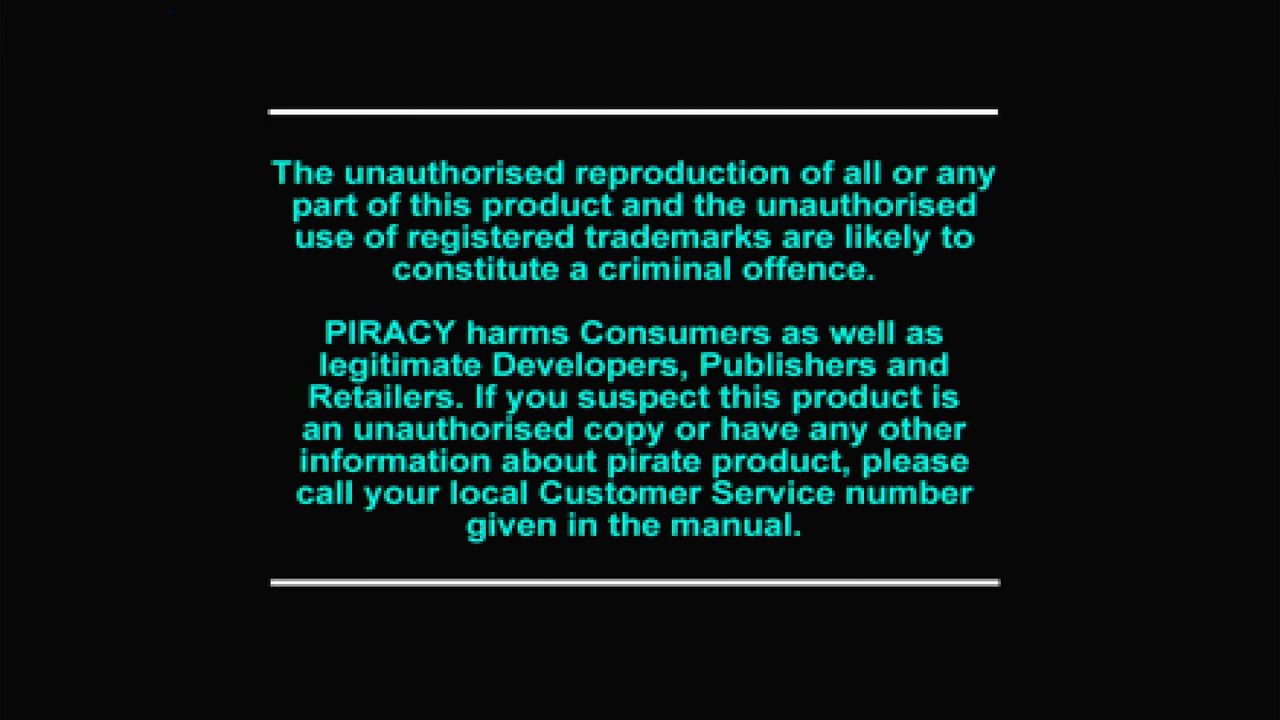 The unauthorised reproduction of all or any
part of this product and the unauthorised
use of registered trademarks are likely to
constitute a criminal offence.
PIRACY harms Consumers as well as
legitimate Developers, Publishers and
Retailers. If you suspect this product is
an unauthorised copy or have any other
information about pirate product, please
call your local Customer Service number
given in the manual.